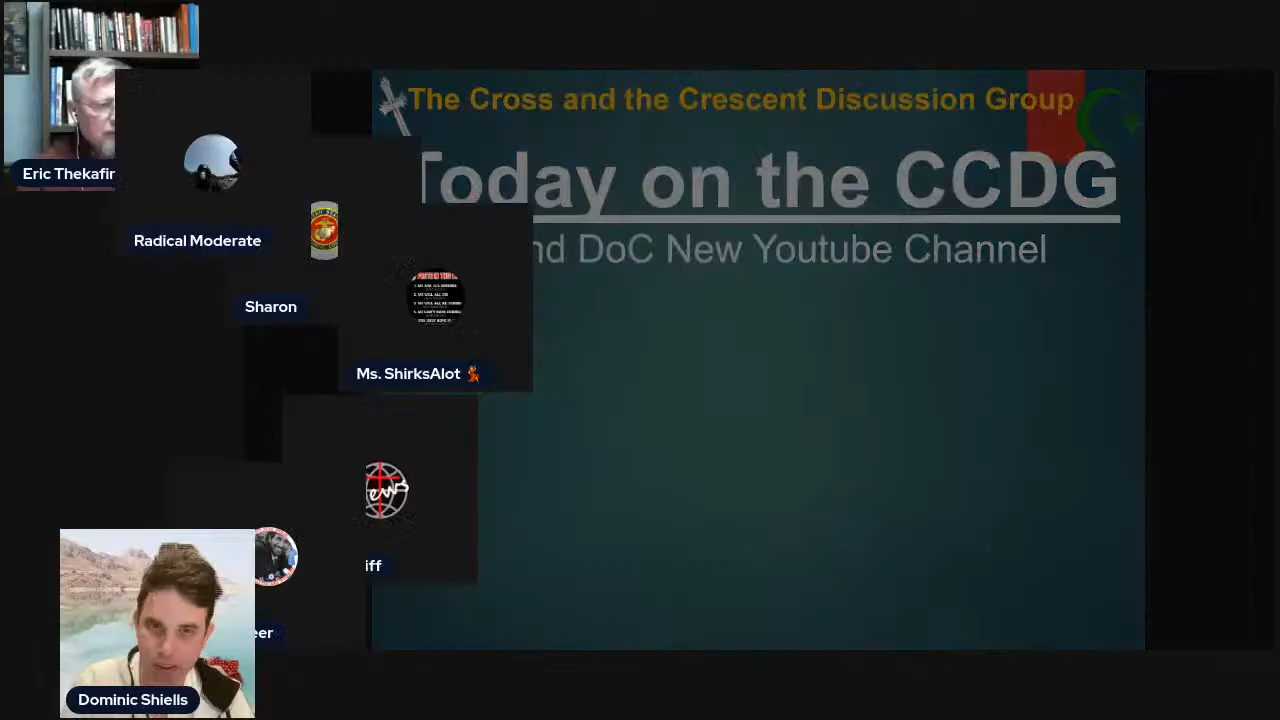 The Cross and the Crescent Discussion Group
Today on the CCDG
nd DoC New Youtube Channel
Eric Thekafir
Radical Moderate
Sharon
Ms. ShirksAlot 💃
iff
eer
Dominic Shiells